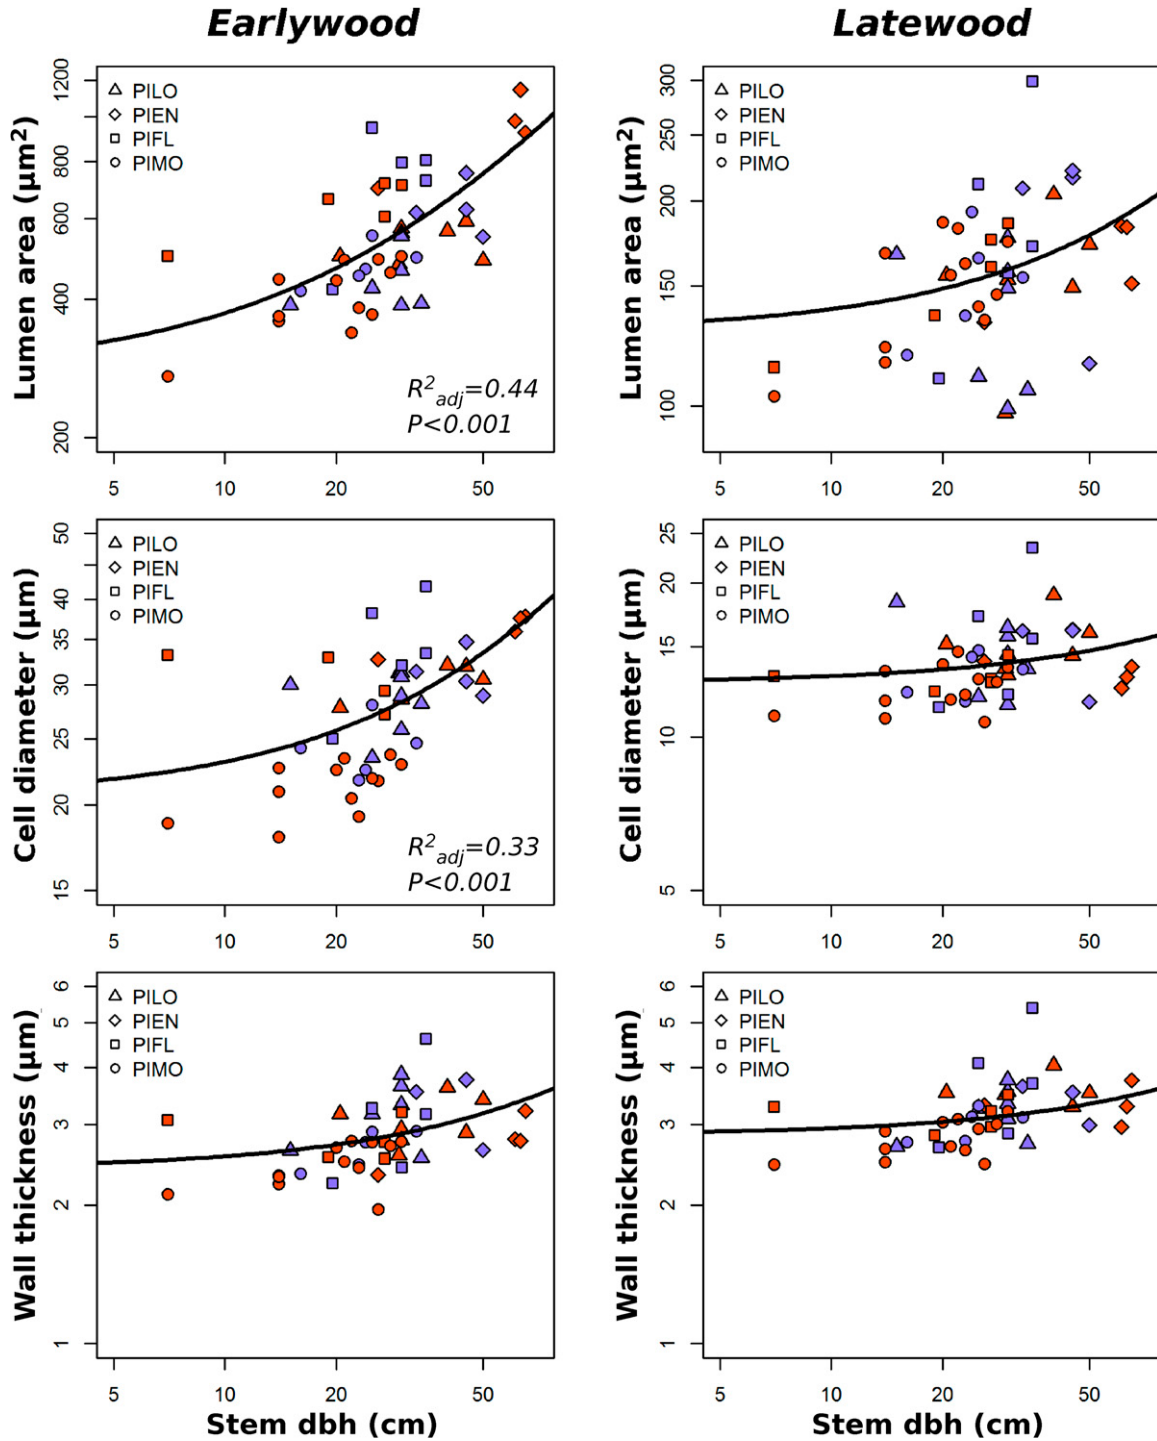 Earlywood
Latewood
Lumen area (μm²)
1200
800
600
400
200
PILO
PIEN
PIFL
PIMO
R²adj=0.44
P<0.001
5 10 20 50
Lumen area (μm²)
300
250
200
150
100
PILO
PIEN
PIFL
PIMO
5 10 20 50
Cell diameter (μm)
50
40
35
30
25
20
15
PILO
PIEN
PIFL
PIMO
R²adj=0.33
P<0.001
5 10 20 50
Cell diameter (μm)
25
20
15
10
5
PILO
PIEN
PIFL
PIMO
5 10 20 50
Wall thickness (μm)
6
5
4
3
2
1
PILO
PIEN
PIFL
PIMO
5 10 20 50
Stem dbh (cm)
Wall thickness (μm)
6
5
4
3
2
1
PILO
PIEN
PIFL
PIMO
5 10 20 50
Stem dbh (cm)